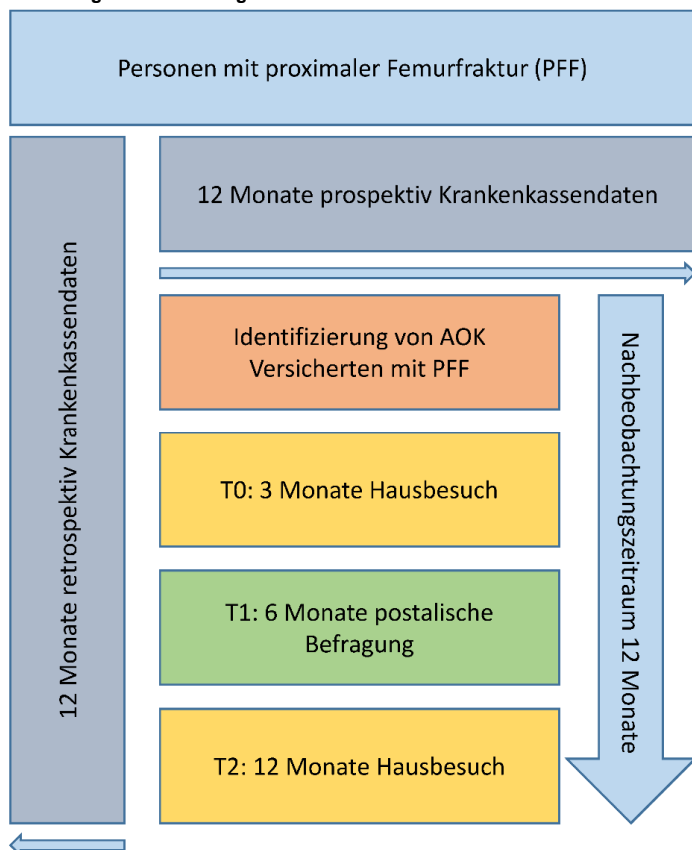 Personen mit proximaler Femurfraktur (PFF)
12 Monate retrospektiv Krankenkassendaten
12 Monate prospektiv Krankenkassendaten
Identifizierung von AOK
Versicherten mit PFF
T0: 3 Monate Hausbesuch
T1: 6 Monate postalische
Befragung
T2: 12 Monate Hausbesuch
Nachbeobachtungszeitraum 12 Monate